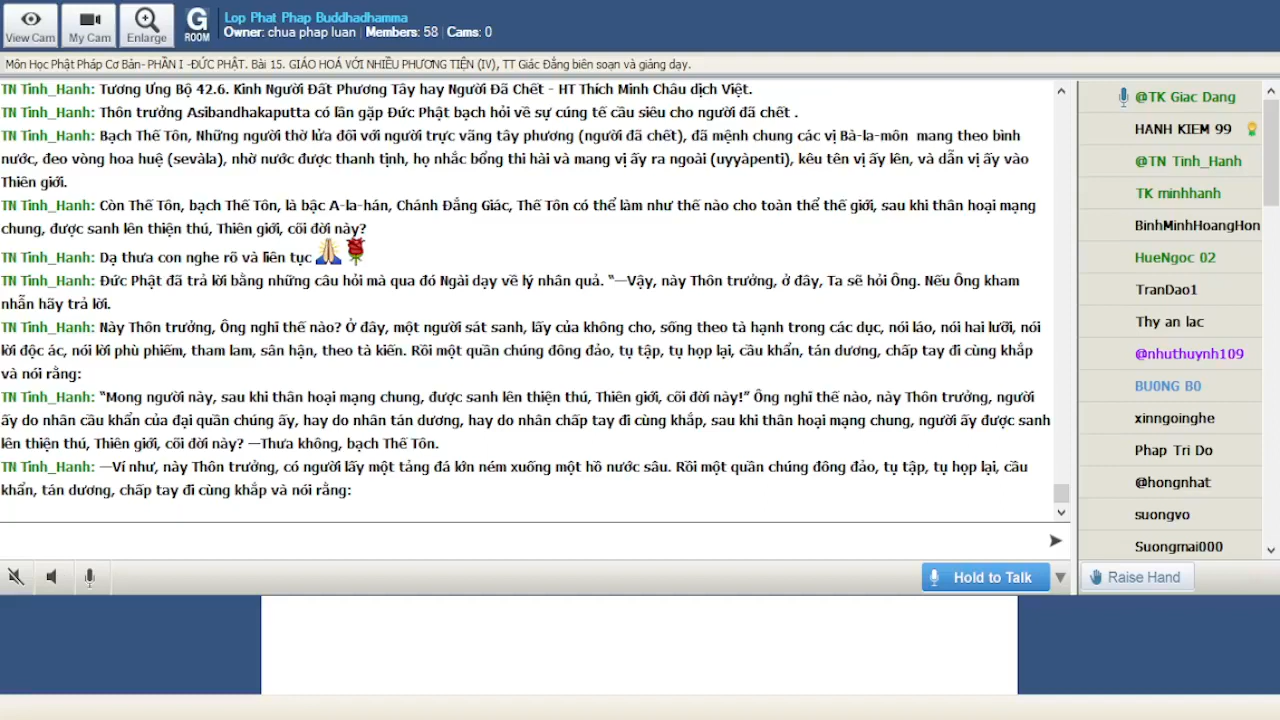 View Cam
My Cam
Enlarge
G
ROOM
Lop Phat Phap Buddhadhamma
Owner: chua phap luan | Members: 58 | Cams: 0
Môn Học Phật Pháp Cơ Bản- PHẦN I -ĐỨC PHẬT. Bài 15. GIÁO HOÁ VỚI NHIỀU PHƯƠNG TIỆN (IV), TT Giác Đẳng biên soạn và giảng dạy.
TN Tinh_Hanh: Tương Ưng Bộ 42.6. Kinh Người Đất Phương Tây hay Người Đã Chết - HT Thích Minh Châu dịch Việt.
TN Tinh_Hanh: Thôn trưởng Asibandhakaputta có lần gặp Đức Phật bạch hỏi về sự cúng tế cầu siêu cho người đã chết .
TN Tinh_Hanh: Bạch Thế Tôn, Những người thờ lửa đối với người trực vãng tây phương (người đã chết), đã mệnh chung các vị Bà-la-môn mang theo bình
nước, đeo vòng hoa huệ (sevàla), nhờ nước được thanh tịnh, họ nhấc bổng thi hài và mang vị ấy ra ngoài (uyyàpenti), kêu tên vị ấy lên, và dẫn vị ấy vào
Thiên giới.
TN Tinh_Hanh: Còn Thế Tôn, bạch Thế Tôn, là bậc A-la-hán, Chánh Đẳng Giác, Thế Tôn có thể làm như thế nào cho toàn thể thế giới, sau khi thân hoại mạng
chung, được sanh lên thiện thú, Thiên giới, cõi đời này?
TN Tinh_Hanh: Dạ thưa con nghe rõ và liên tục
TN Tinh_Hanh: Đức Phật đã trả lời bằng những câu hỏi mà qua đó Ngài dạy về lý nhân quả. "—Vậy, này Thôn trưởng, ở đây, Ta sẽ hỏi Ông. Nếu Ông kham
nhẫn hãy trả lời.
TN Tinh_Hanh: Này Thôn trưởng, Ông nghĩ thế nào? Ở đây, một người sát sanh, lấy của không cho, sống theo tà hạnh trong các dục, nói láo, nói hai lưỡi, nói
lời độc ác, nói lời phù phiếm, tham lam, sân hận, theo tà kiến. Rồi một quần chúng đông đảo, tụ tập, tụ họp lại, cầu khẩn, tán dương, chấp tay đi cùng khắp
và nói rằng:
TN Tinh_Hanh: "Mong người này, sau khi thân hoại mạng chung, được sanh lên thiện thú, Thiên giới, cõi đời này!" Ông nghĩ thế nào, này Thôn trưởng, người
ấy do nhân cầu khẩn của đại quần chúng ấy, hay do nhân tán dương, hay do nhân chấp tay đi cùng khắp, sau khi thân hoại mạng chung, người ấy được sanh
lên thiện thú, Thiên giới, cõi đời này? —Thưa không, bạch Thế Tôn.
TN Tinh_Hanh: —Ví như, này Thôn trưởng, có người lấy một tảng đá lớn ném xuống một hồ nước sâu. Rồi một quần chúng đông đảo, tụ tập, tụ họp lại, cầu
khẩn, tán dương, chấp tay đi cùng khắp và nói rằng:
@TK Giac Dang
HANH KIEM 99
@TN Tinh_Hanh
TK minhhanh
BinhMinhHoangHon
HueNgoc 02
TranDao1
Thy an lac
@nhuthuynh109
BU0NG B0
xinngoinghe
Phap Tri Do
@hongnhat
suongvo
Suongmai000
Hold to Talk
Raise Hand